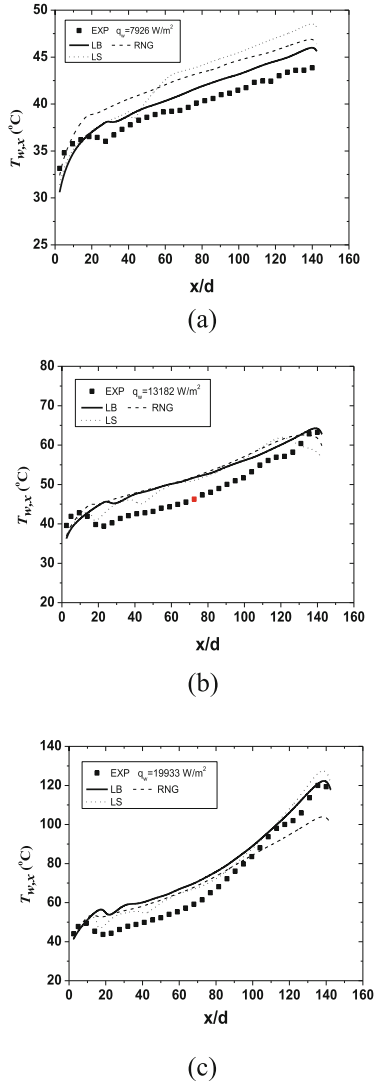 50
45
40
35
30
25
T_w,x (°C)
EXP q_w=7926 W/m²
LB RNG
LS
0 20 40 60 80 100 120 140 160
x/d
(a)
80
70
60
50
40
30
20
T_w,x (°C)
EXP q_w=13182 W/m²
LB RNG
LS
0 20 40 60 80 100 120 140 160
x/d
(b)
140
120
100
80
60
40
20
T_w,x (°C)
EXP q_w=19933 W/m²
LB RNG
LS
0 20 40 60 80 100 120 140 160
x/d
(c)